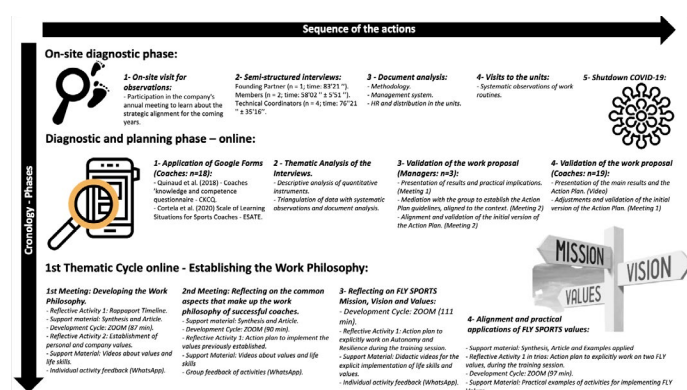 Sequence of the actions
Cronology - Phases
On-site diagnostic phase:
1- On-site visit for
observations:
- Participation in the company's
annual meeting to learn about the
strategic alignment for the coming
years.
2- Semi-structured interviews:
Founding Partner (n = 1; time: 83'21 '').
Members (n = 2; time: 58'02 '' ± 5'51 '').
Technical Coordinators (n = 4; time: 76''21
'' ± 35'16''.
3 - Document analysis:
- Methodology.
- Management system.
- HR and distribution in the units.
4- Visits to the units:
- Systematic observations of work
routines.
5- Shutdown COVID-19:
Diagnostic and planning phase – online:
1- Application of Google Forms
(Coaches: n=18):
- Quinaud et al. (2018) - Coaches
'knowledge and competence
questionnaire - CKCQ.
- Cortela et al. (2020) Scale of Learning
Situations for Sports Coaches - ESATE.
2 - Thematic Analysis of the
Interviews.
- Descriptive analysis of quantitative
instruments.
- Triangulation of data with systematic
observations and document analysis.
3- Validation of the work proposal
(Managers: n=3):
- Presentation of results and practical implications.
(Meeting 1)
- Mediation with the group to establish the Action
Plan guidelines, aligned to the context. (Meeting 2)
- Alignment and validation of the initial version of
the Action Plan. (Meeting 2)
4- Validation of the work proposal
(Coaches: n=19):
- Presentation of the main results and the
Action Plan. (Video)
- Adjustments and validation of the initial
version of the Action Plan. (Meeting 1)
MISSION
VISION
VALUES
1st Thematic Cycle online - Establishing the Work Philosophy:
1st Meeting: Developing the Work
Philosophy.
- Reflective Activity 1: Rapport Timeline.
- Support material: Synthesis and Article.
- Development Cycle: ZOOM (87 min).
- Reflective Activity 2: Establishment of
personal and company values.
- Support Material: Videos about values and
life skills.
- Individual activity feedback (WhatsApp).
2nd Meeting: Reflecting on the common
aspects that make up the work
philosophy of successful coaches.
- Support material: Synthesis and Article.
- Development Cycle: ZOOM (90 min).
- Reflective Activity 1: Action plan to implement the
values previously established.
- Support Material: Videos about values and life
skills
- Group feedback of activities (WhatsApp).
3- Reflecting on FLY SPORTS
Mission, Vision and Values:
- Development Cycle: ZOOM (111
min).
- Reflective Activity 1: Action plan to
explicitly work on Autonomy and
Resilience during the training session.
- Support Material: Didactic videos for the
explicit implementation of life skills and
values.
- Individual activity feedback (WhatsApp).
4- Alignment and practical
applications of FLY SPORTS values:
- Support material: Synthesis, Article and Examples applied
- Reflective Activity 1 in trios: Action plan to explicitly work on two FLY
values, during the training session.
- Development Cycle: ZOOM (97 min).
- Support Material: Practical examples of activities for implementing FLY